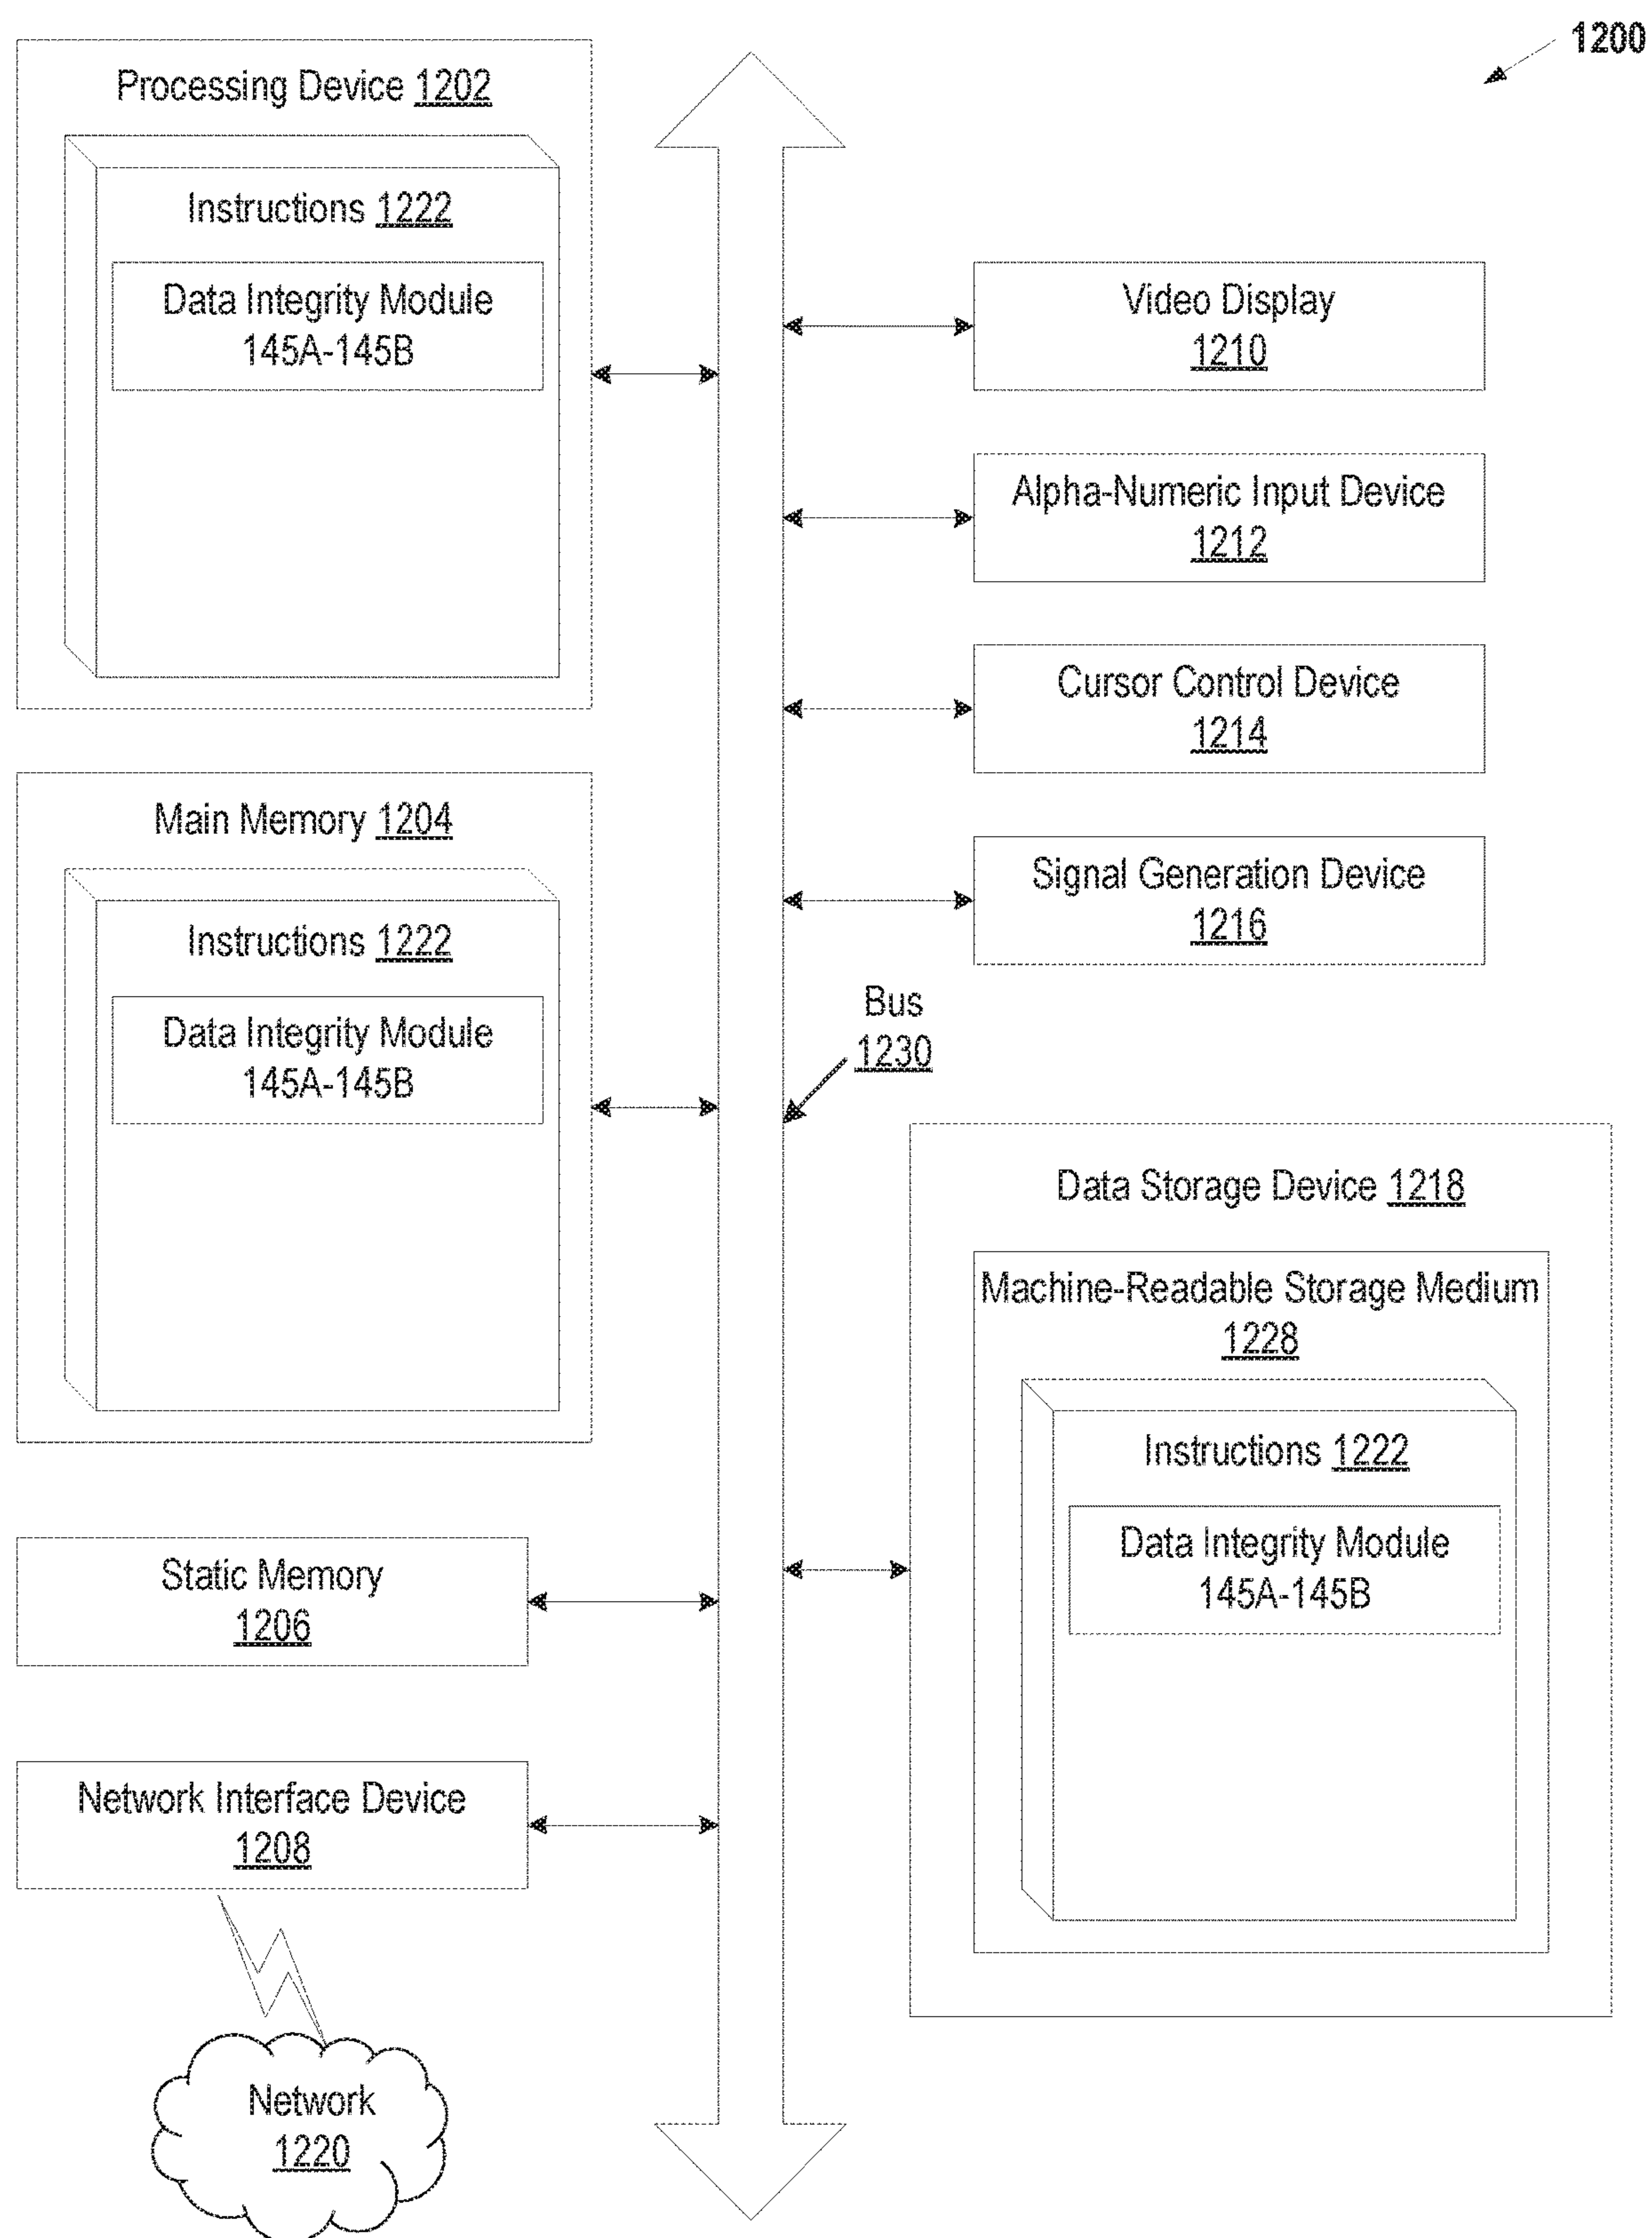 1200
Processing Device 1202
Instructions 1222
Data Integrity Module
145A-145B
Main Memory 1204
Instructions 1222
Data Integrity Module
145A-145B
Static Memory
1206
Network Interface Device
1208
Network
1220
Video Display
1210
Alpha-Numeric Input Device
1212
Cursor Control Device
1214
Signal Generation Device
1216
Bus
1230
Data Storage Device 1218
Machine-Readable Storage Medium
1228
Instructions 1222
Data Integrity Module
145A-145B